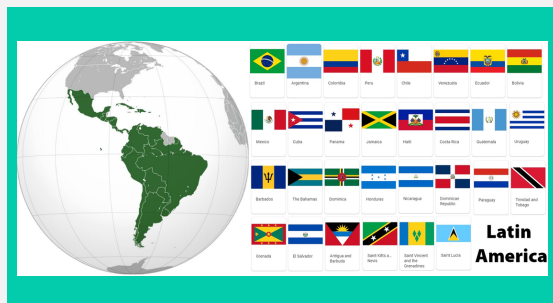 Brazil
Argentina
Colombia
Peru
Chile
Venezuela
Ecuador
Bolivia
Mexico
Cuba
Panama
Jamaica
Haiti
Costa Rica
Guatemala
Uruguay
Barbados
The Bahamas
Dominica
Honduras
Nicaragua
Dominican
Republic
Paraguay
Trinidad and
Tobago
Grenada
El Salvador
Antigua and
Barbuda
Saint Kitts a...
Nevis
Saint Vincent
and the
Grenadines
Saint Lucia
Latin
America